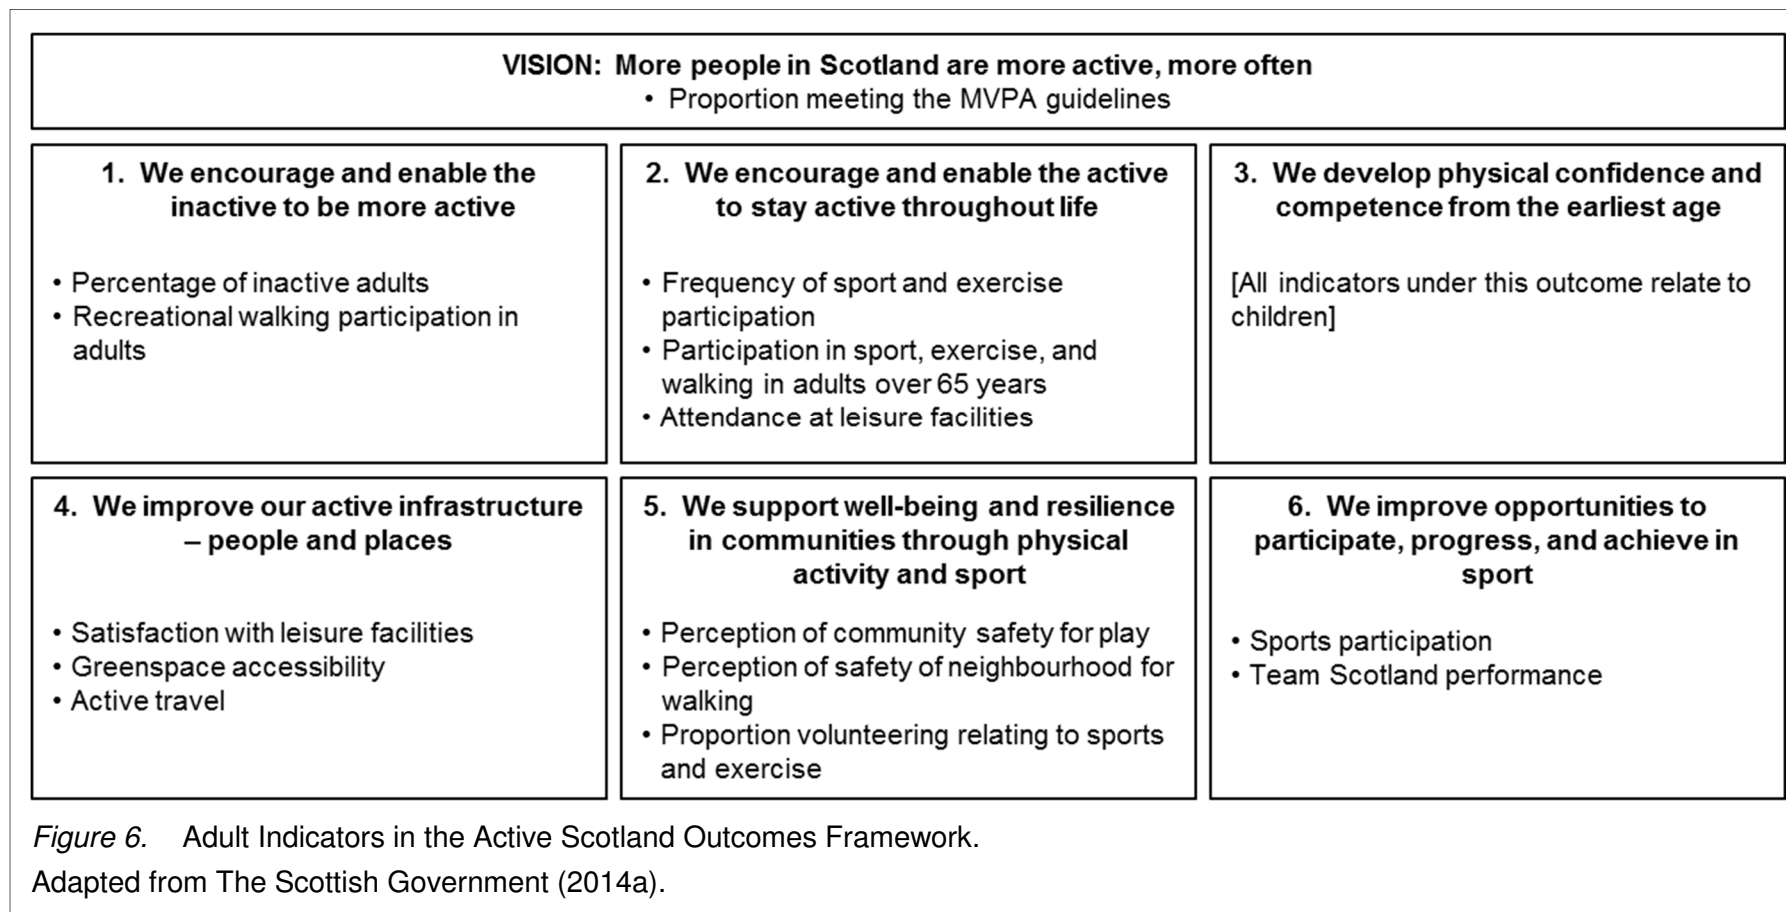 VISION: More people in Scotland are more active, more often
• Proportion meeting the MVPA guidelines
1. We encourage and enable the
inactive to be more active
• Percentage of inactive adults
• Recreational walking participation in
adults
2. We encourage and enable the active
to stay active throughout life
• Frequency of sport and exercise
participation
• Participation in sport, exercise, and
walking in adults over 65 years
• Attendance at leisure facilities
3. We develop physical confidence and
competence from the earliest age
[All indicators under this outcome relate to
children]
4. We improve our active infrastructure
– people and places
• Satisfaction with leisure facilities
• Greenspace accessibility
• Active travel
5. We support well-being and resilience
in communities through physical
activity and sport
• Perception of community safety for play
• Perception of safety of neighbourhood for
walking
• Proportion volunteering relating to sports
and exercise
6. We improve opportunities to
participate, progress, and achieve in
sport
• Sports participation
• Team Scotland performance
Figure 6. Adult Indicators in the Active Scotland Outcomes Framework.
Adapted from The Scottish Government (2014a).